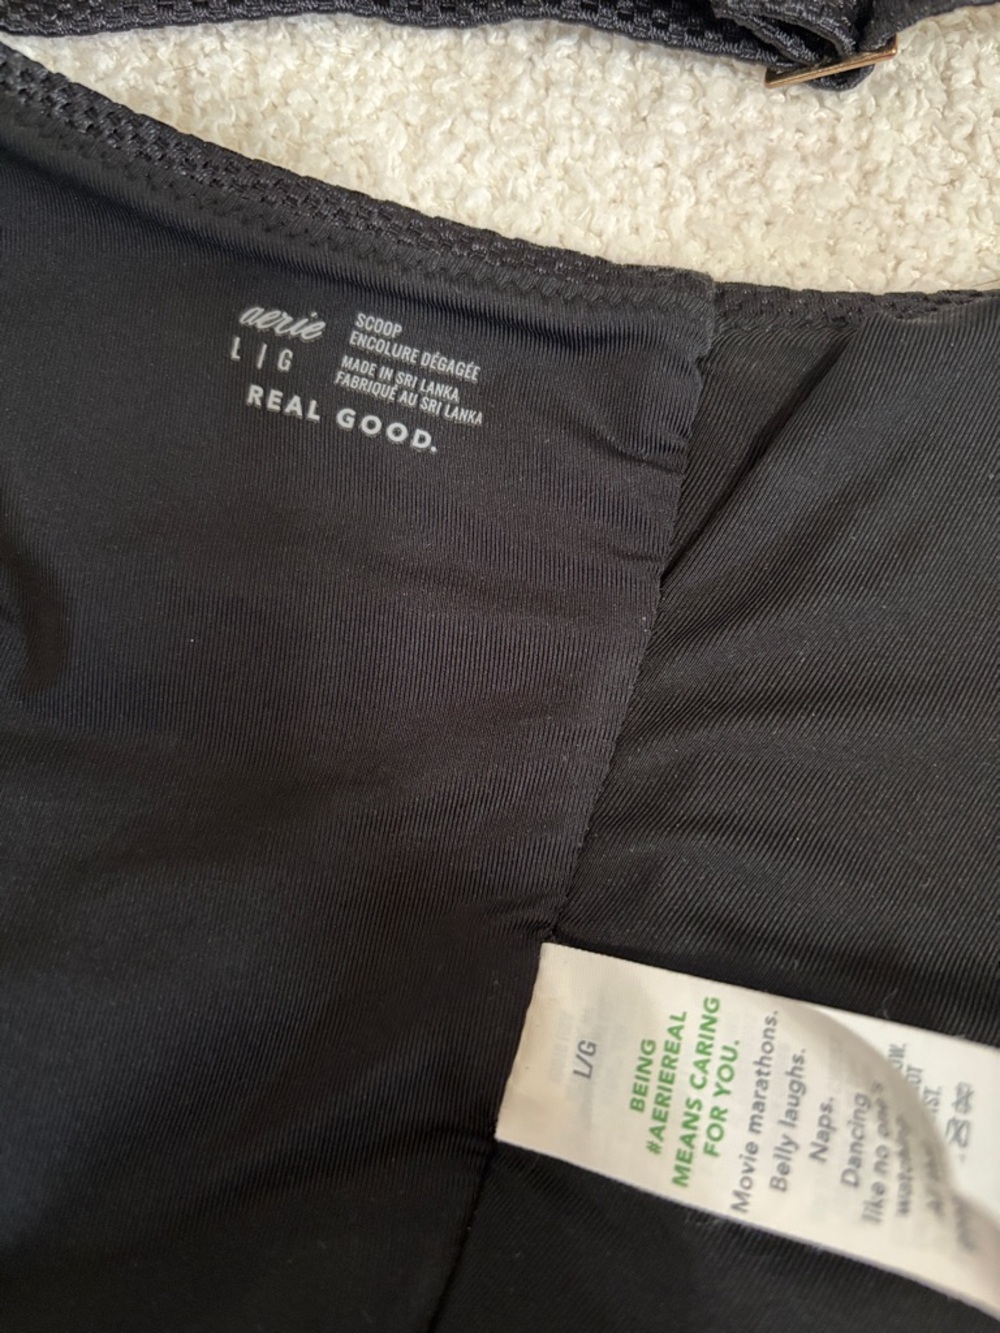 aerie
L | G
SCOOP
ENCOLURE DÉGAGÉE
MADE IN SRI LANKA
FABRIQUÉ AU SRI LANKA
REAL GOOD.
L/G
BEING
#AERIEREAL
MEANS CARING
FOR YOU.
Movie marathons.
Belly laughs.
Naps.
Dancing
like no one's